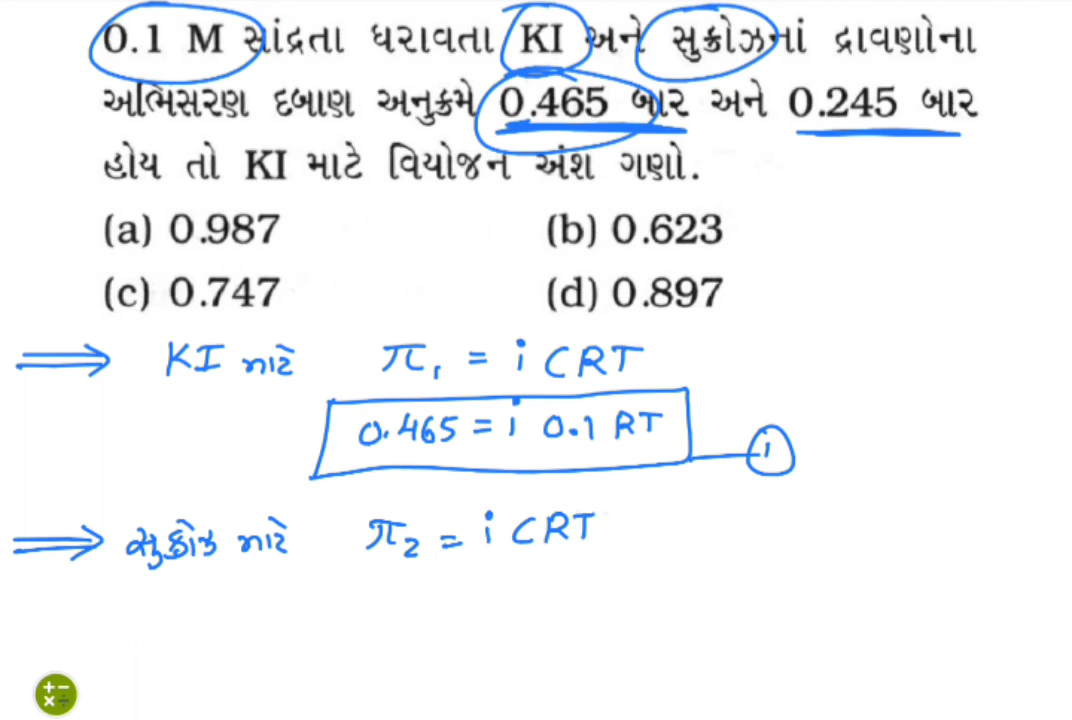 0.1 M સાંદ્રતા ધરાવતા KI અને સુક્રોઝનાં દ્રાવણોના
અભિસરણ દબાણ અનુક્રમે 0.465 બાર અને 0.245 બાર
હોય તો KI માટે વિયોજન અંશ ગણો.
(a) 0.987 (b) 0.623
(c) 0.747 (d) 0.897
⟹ KI માટે π₁ = i CRT
0.465 = i 0.1 RT — 1
⟹ સુક્રોઝ માટે π₂ = i CRT
+ − × ÷